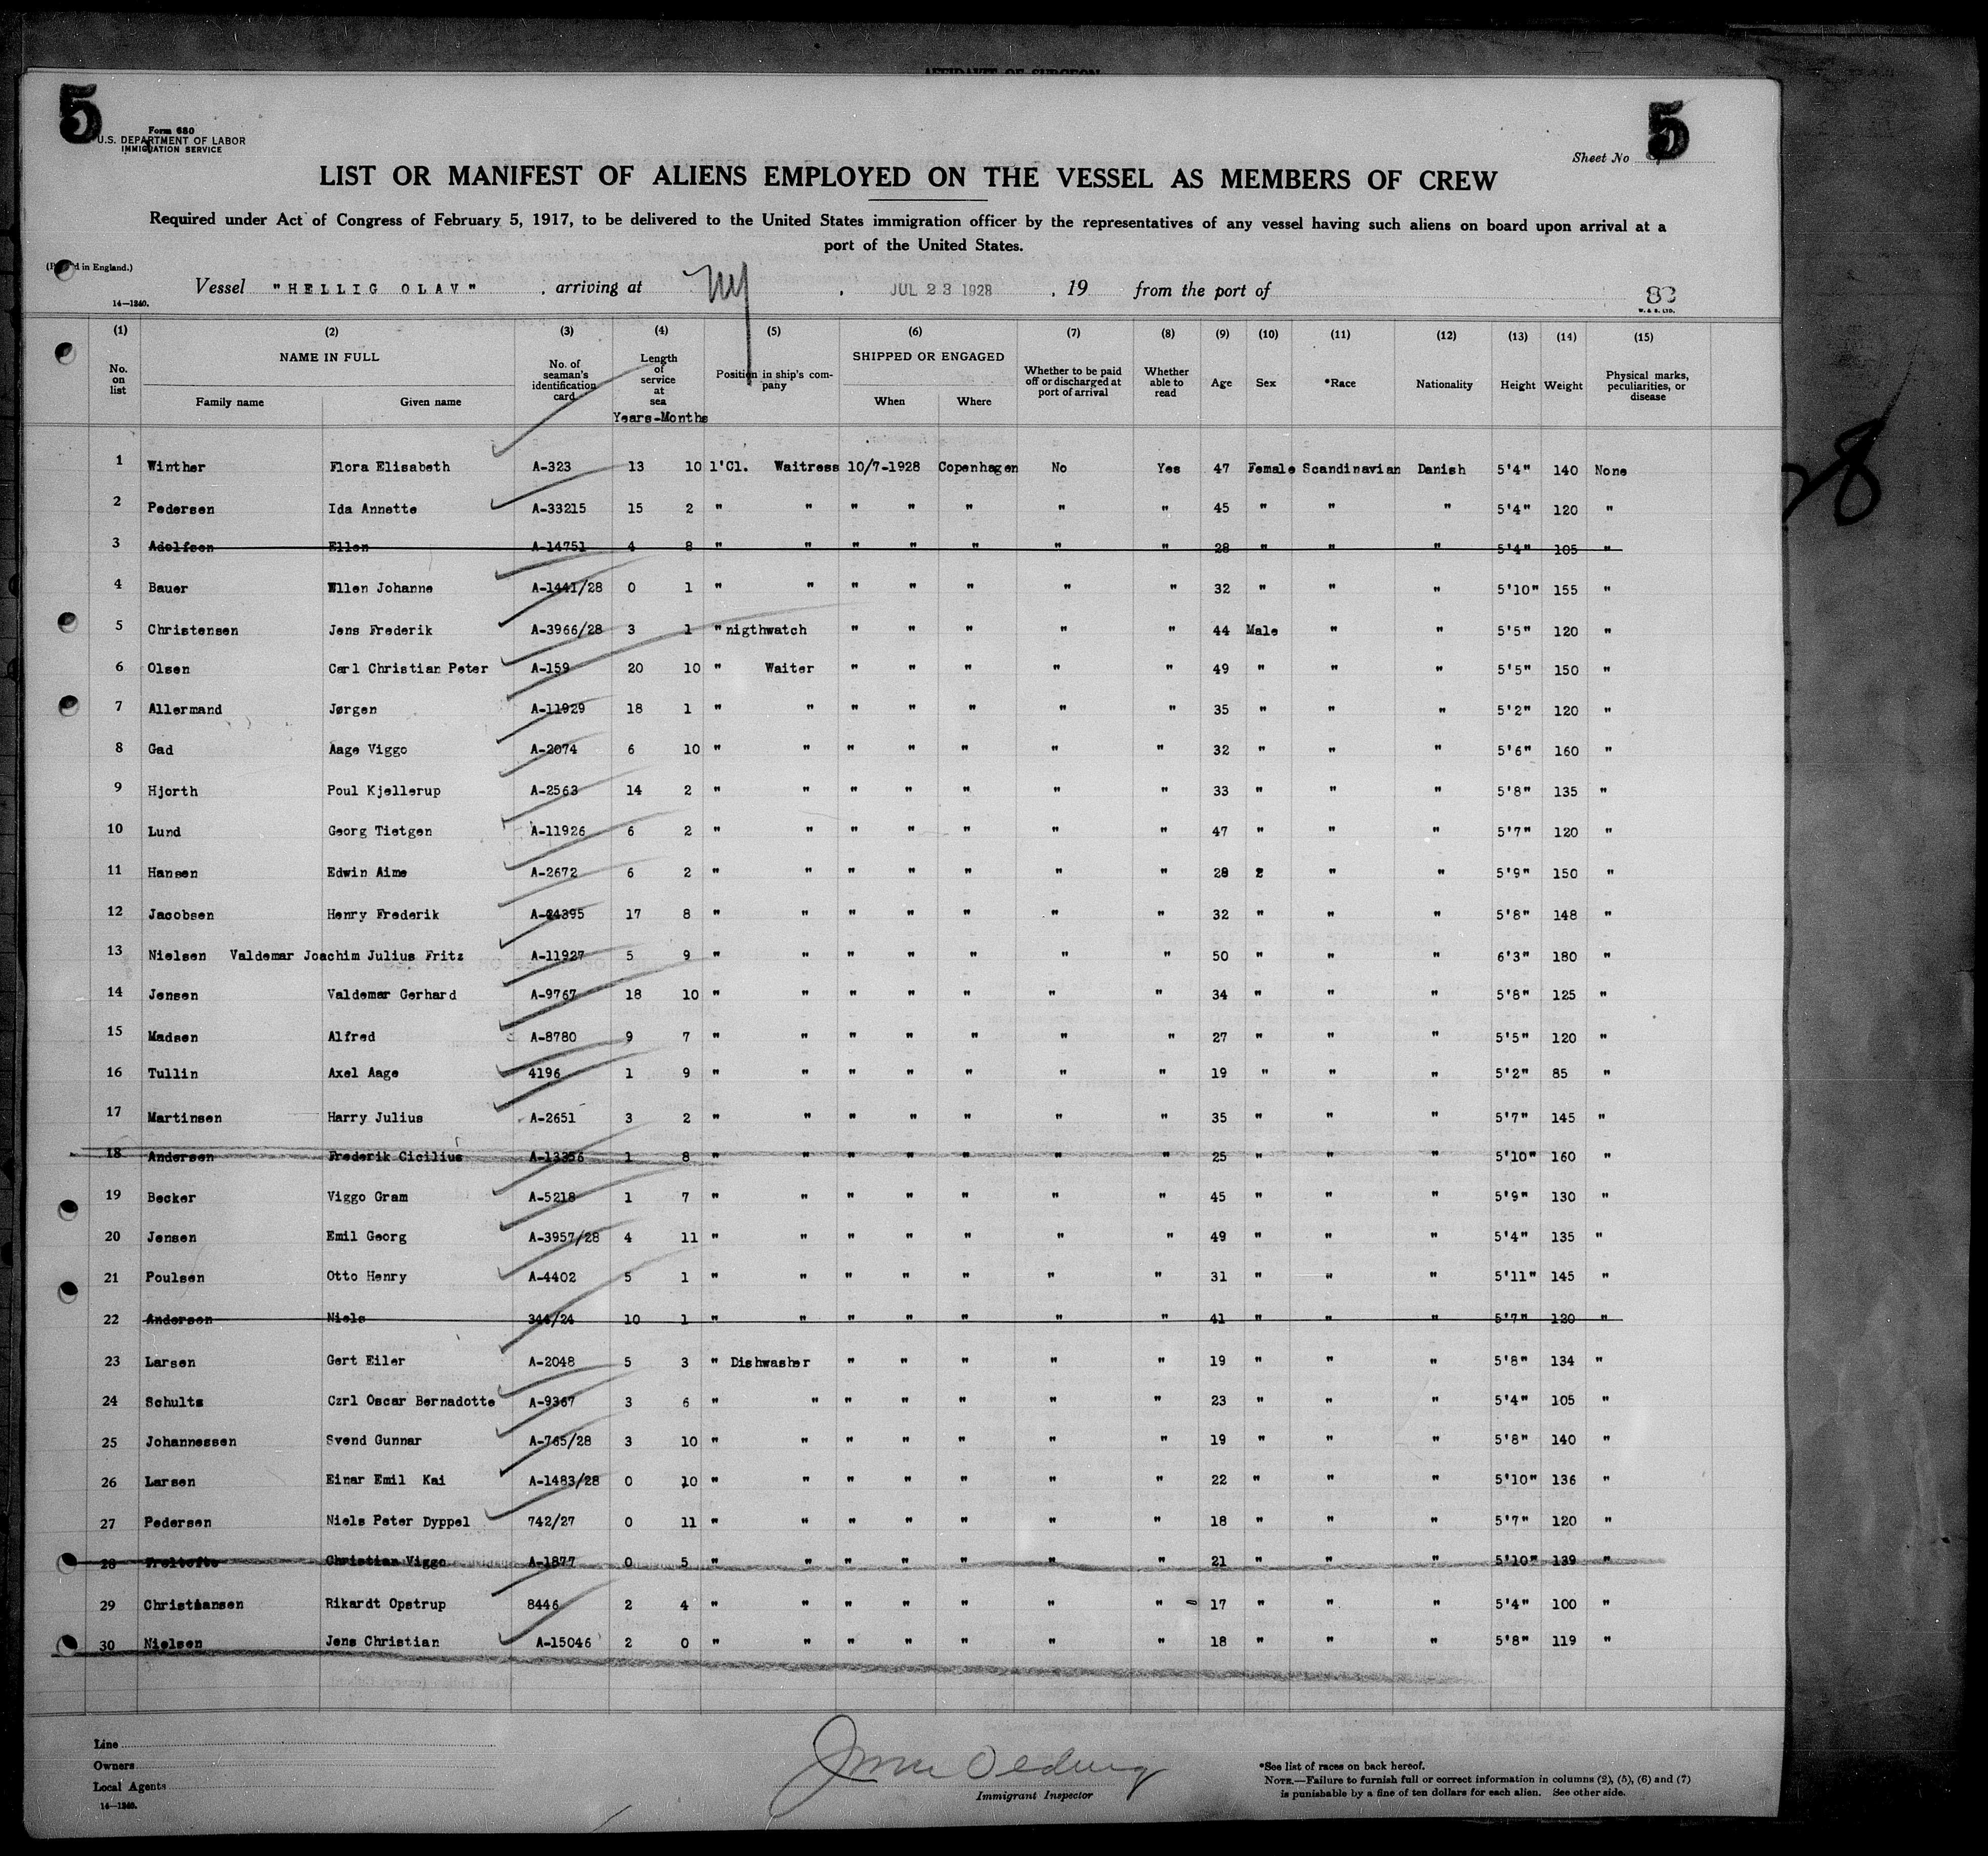 AFFIDAVIT OF SURGEON
5
5
Form 680
U.S. DEPARTMENT OF LABOR
IMMIGRATION SERVICE
Sheet No
LIST OR MANIFEST OF ALIENS EMPLOYED ON THE VESSEL AS MEMBERS OF CREW
Required under Act of Congress of February 5, 1917, to be delivered to the United States immigration officer by the representatives of any vessel having such aliens on board upon arrival at a
port of the United States.
(Printed in England.)
Vessel "HELLIG OLAV" , arriving at NY , JUL 23 1928 , 19 from the port of
14—1240.
82
W. & S. LTD.
(1) (2) (3) (4) (5) (6) (7) (8) (9) (10) (11) (12) (13) (14) (15)
No. on list NAME IN FULL Family name Given name No. of seaman's identification card Length of service at sea Years-Months Position in ship's company SHIPPED OR ENGAGED When Where Whether to be paid off or discharged at port of arrival Whether able to read Age Sex *Race Nationality Height Weight Physical marks, peculiarities, or disease
1 Winther Flora Elisabeth A-323 13 10 1'Cl. Waitress 10/7-1928 Copenhagen No Yes 47 Female Scandinavian Danish 5'4" 140 None
2 Pedersen Ida Annette A-33215 15 2 " " " " " " " 45 " " " 5'4" 120 "
3 Adolfsen Ellen A-14751 4 8 " " " " " " " 28 " " " 5'4" 105 "
4 Bauer Ellen Johanne A-1441/28 0 1 " " " " " " " 32 " " " 5'10" 155 "
5 Christensen Jens Frederik A-3966/28 3 1 " nigthwatch " " " " " 44 Male " " 5'5" 120 "
6 Olsen Carl Christian Peter A-159 20 10 " Waiter " " " " " 49 " " " 5'5" 150 "
7 Allermand Jørgen A-11929 18 1 " " " " " " " 35 " " " 5'2" 120 "
8 Gad Aage Viggo A-2074 6 10 " " " " " " " 32 " " " 5'6" 160 "
9 Hjorth Poul Kjellerup A-2563 14 2 " " " " " " " 33 " " " 5'8" 135 "
10 Lund Georg Tietgen A-11926 6 2 " " " " " " " 47 " " " 5'7" 120 "
11 Hansen Edwin Aime A-2672 6 2 " " " " " " " 28 2 " " 5'9" 150 "
12 Jacobsen Henry Frederik A-24395 17 8 " " " " " " " 32 " " " 5'8" 148 "
13 Nielsen Valdemar Joachim Julius Fritz A-11927 5 9 " " " " " " " 50 " " " 6'3" 180 "
14 Jensen Valdemar Gerhard A-9767 18 10 " " " " " " " 34 " " " 5'8" 125 "
15 Madsen Alfred A-8780 9 7 " " " " " " " 27 " " " 5'5" 120 "
16 Tullin Axel Aage 4196 1 9 " " " " " " " 19 " " " 5'2" 85 "
17 Martinsen Harry Julius A-2651 3 2 " " " " " " " 35 " " " 5'7" 145 "
18 Andersen Frederik Cicilius A-13356 1 8 " " " " " " " 25 " " " 5'10" 160 "
19 Becker Viggo Gram A-5218 1 7 " " " " " " " 45 " " " 5'9" 130 "
20 Jensen Emil Georg A-3957/28 4 11 " " " " " " " 49 " " " 5'4" 135 "
21 Poulsen Otto Henry A-4402 5 1 " " " " " " " 31 " " " 5'11" 145 "
22 Andersen Niels 344/24 10 1 " " " " " " " 41 " " " 5'7" 120 "
23 Larsen Gert Eiler A-2048 5 3 " Dishwasher " " " " " 19 " " " 5'8" 134 "
24 Schults Czrl Oscar Bernadotte A-9367 3 6 " " " " " " " 23 " " " 5'4" 105 "
25 Johannessen Svend Gunnar A-765/28 3 10 " " " " " " " 19 " " " 5'8" 140 "
26 Larsen Einar Emil Kai A-1483/28 0 10 " " " " " " " 22 " " " 5'10" 136 "
27 Pedersen Niels Peter Dyppel 742/27 0 11 " " " " " " " 18 " " " 5'7" 120 "
28 Christian Viggo A-1877 0 5 " " " " " " " 21 " " " 5'10" 139 "
29 Christiansen Rikardt Opstrup 8446 2 4 " " " " " " " 17 " " " 5'4" 100 "
30 Nielsen Jens Christian A-15046 2 0 " " " " " " " 18 " " " 5'8" 119 "
Line
Owners
Local Agents
14—1240.
Immigrant Inspector
*See list of races on back hereof.
NOTE.—Failure to furnish full or correct information in columns (2), (5), (6) and (7)
is punishable by a fine of ten dollars for each alien. See other side.